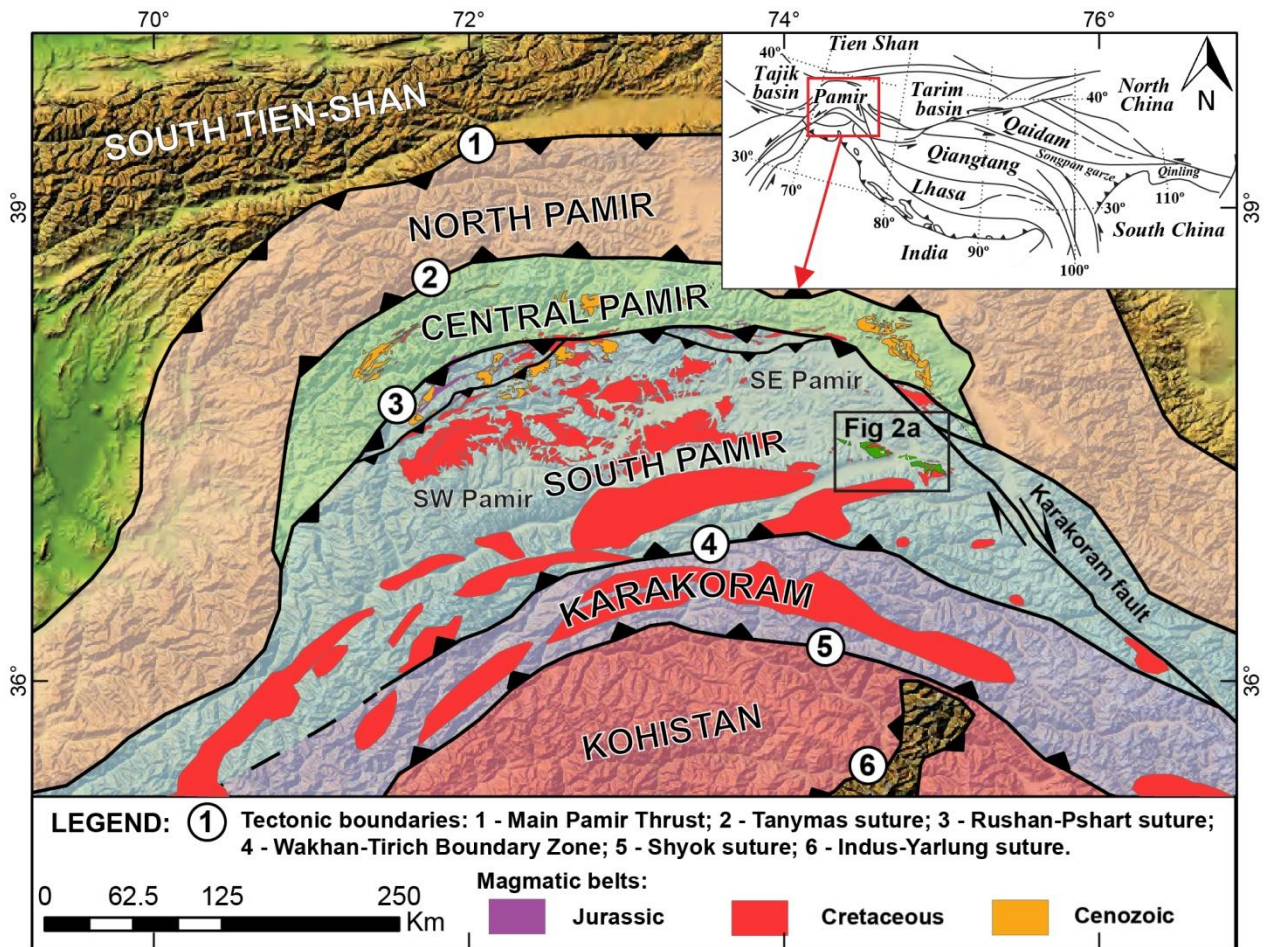 70°
72°
74°
76°
39°
39°
36°
36°
SOUTH TIEN-SHAN
1
NORTH PAMIR
2
CENTRAL PAMIR
3
SE Pamir
Fig 2a
SOUTH PAMIR
SW Pamir
Karakoram fault
4
KARAKORAM
5
KOHISTAN
6
40°
Tien Shan
Tajik
basin
Pamir
Tarim
basin
40°
North
China
N
Qaidam
30°
70°
Qiangtang
Songpan garze
Qinling
Lhasa
30°
110°
80°
South China
India
90°
100°
LEGEND: 1 Tectonic boundaries: 1 - Main Pamir Thrust; 2 - Tanymas suture; 3 - Rushan-Pshart suture;
4 - Wakhan-Tirich Boundary Zone; 5 - Shyok suture; 6 - Indus-Yarlung suture.
0 62.5 125 250
Km
Magmatic belts:
Jurassic Cretaceous Cenozoic